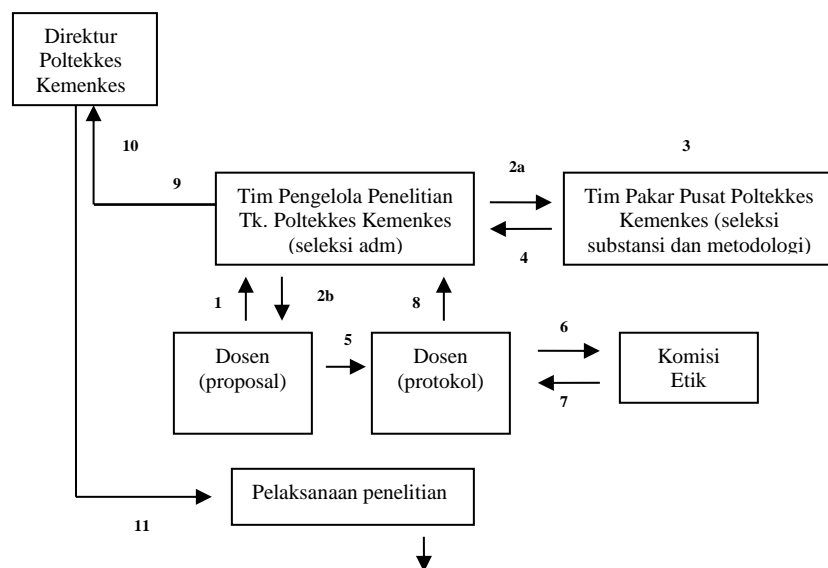 Direktur
Poltekkes
Kemenkes
10
3
9
2a
Tim Pengelola Penelitian
Tk. Poltekkes Kemenkes
(seleksi adm)
Tim Pakar Pusat Poltekkes
Kemenkes (seleksi
substansi dan metodologi)
4
1
2b
8
5
6
Dosen
(proposal)
Dosen
(protokol)
Komisi
Etik
7
Pelaksanaan penelitian
11